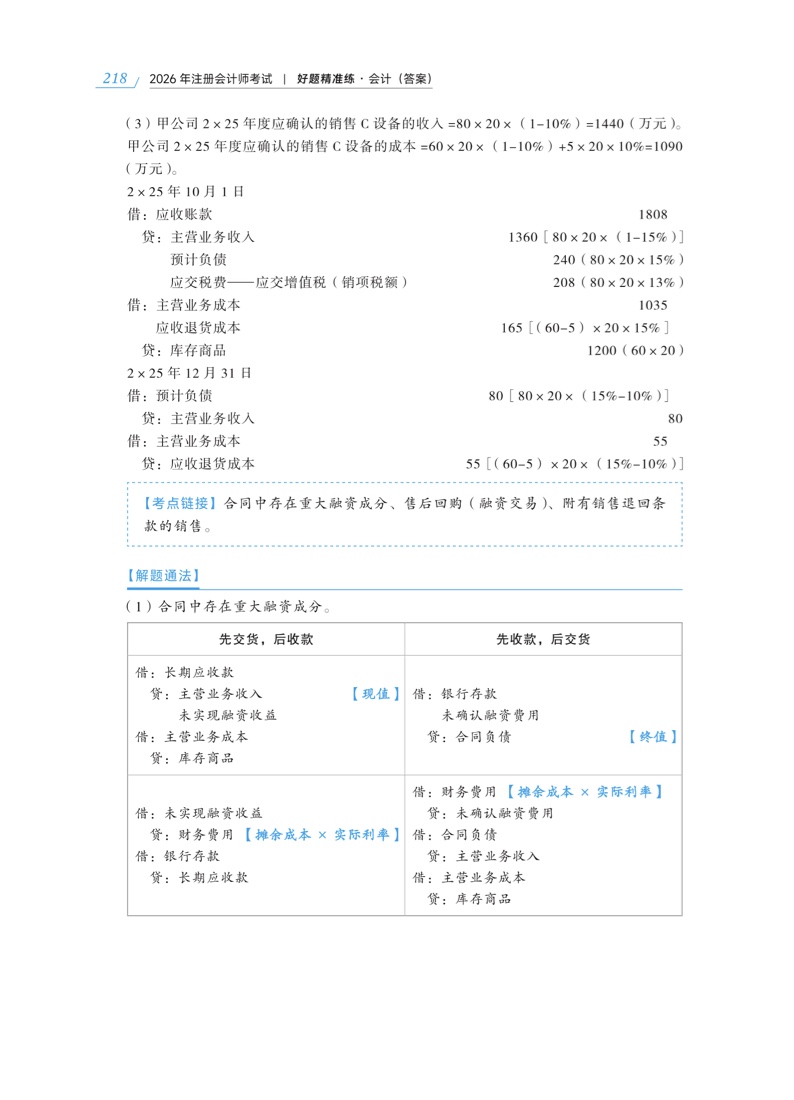 218 2026 年注册会计师考试 | 好题精准练·会计（答案）
（3）甲公司 2×25 年度应确认的销售 C 设备的收入 =80×20×（1-10%）=1440（万元）。
甲公司 2×25 年度应确认的销售 C 设备的成本 =60×20×（1-10%）+5×20×10%=1090
（万元）。
2×25 年 10 月 1 日
借：应收账款 1808
贷：主营业务收入 1360［80×20×（1-15%）］
预计负债 240（80×20×15%）
应交税费——应交增值税（销项税额） 208（80×20×13%）
借：主营业务成本 1035
应收退货成本 165［（60-5）×20×15%］
贷：库存商品 1200（60×20）
2×25 年 12 月 31 日
借：预计负债 80［80×20×（15%-10%）］
贷：主营业务收入 80
借：主营业务成本 55
贷：应收退货成本 55［（60-5）×20×（15%-10%）］
【考点链接】合同中存在重大融资成分、售后回购（融资交易）、附有销售退回条
款的销售。
【解题通法】
（1）合同中存在重大融资成分。
先交货，后收款
先收款，后交货
借：长期应收款
贷：主营业务收入 【现值】
未实现融资收益
借：主营业务成本
贷：库存商品
借：银行存款
未确认融资费用
贷：合同负债 【终值】
借：未实现融资收益
贷：财务费用 【摊余成本 × 实际利率】
借：银行存款
贷：长期应收款
借：财务费用 【摊余成本 × 实际利率】
贷：未确认融资费用
借：合同负债
贷：主营业务收入
借：主营业务成本
贷：库存商品